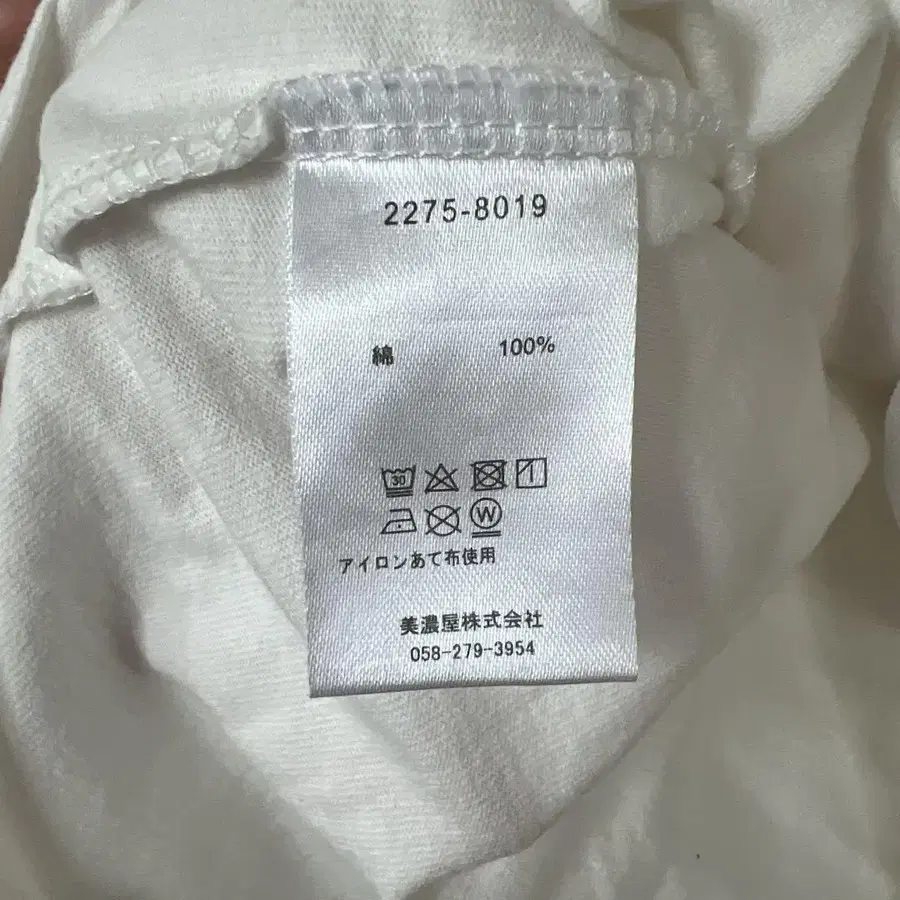 2275-8019
綿 100%
30
W
アイロンあて布使用
美濃屋株式会社
058-279-3954